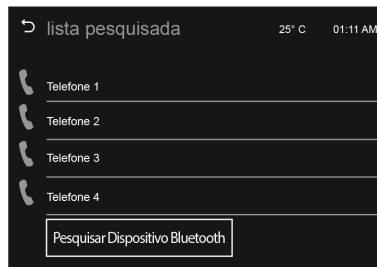 lista pesquisada 25° C 01:11 AM
Telefone 1
Telefone 2
Telefone 3
Telefone 4
Pesquisar Dispositivo Bluetooth